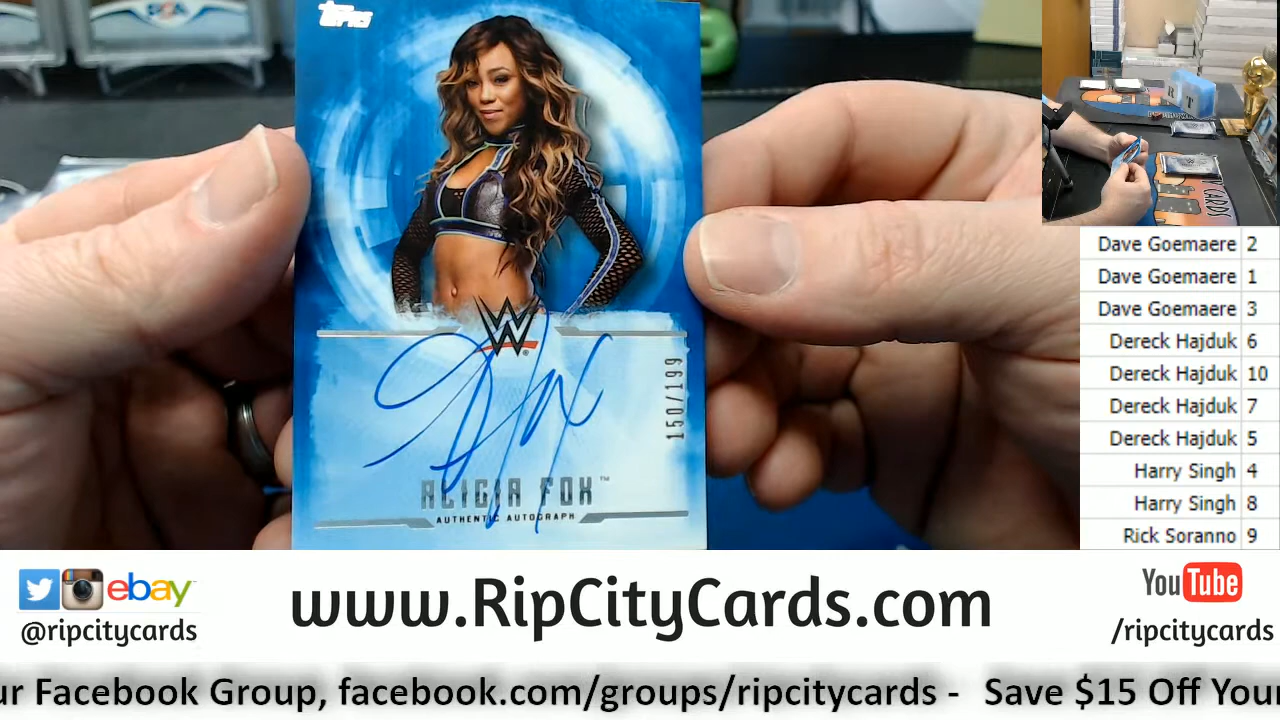 Topps
W
150/199
ALICIA FOX™
AUTHENTIC AUTOGRAPH
Dave Goemaere 2
Dave Goemaere 1
Dave Goemaere 3
Dereck Hajduk 6
Dereck Hajduk 10
Dereck Hajduk 7
Dereck Hajduk 5
Harry Singh 4
Harry Singh 8
Rick Soranno 9
ebay
@ripcitycards
www.RipCityCards.com
YouTube
/ripcitycards
ur Facebook Group, facebook.com/groups/ripcitycards - Save $15 Off Your